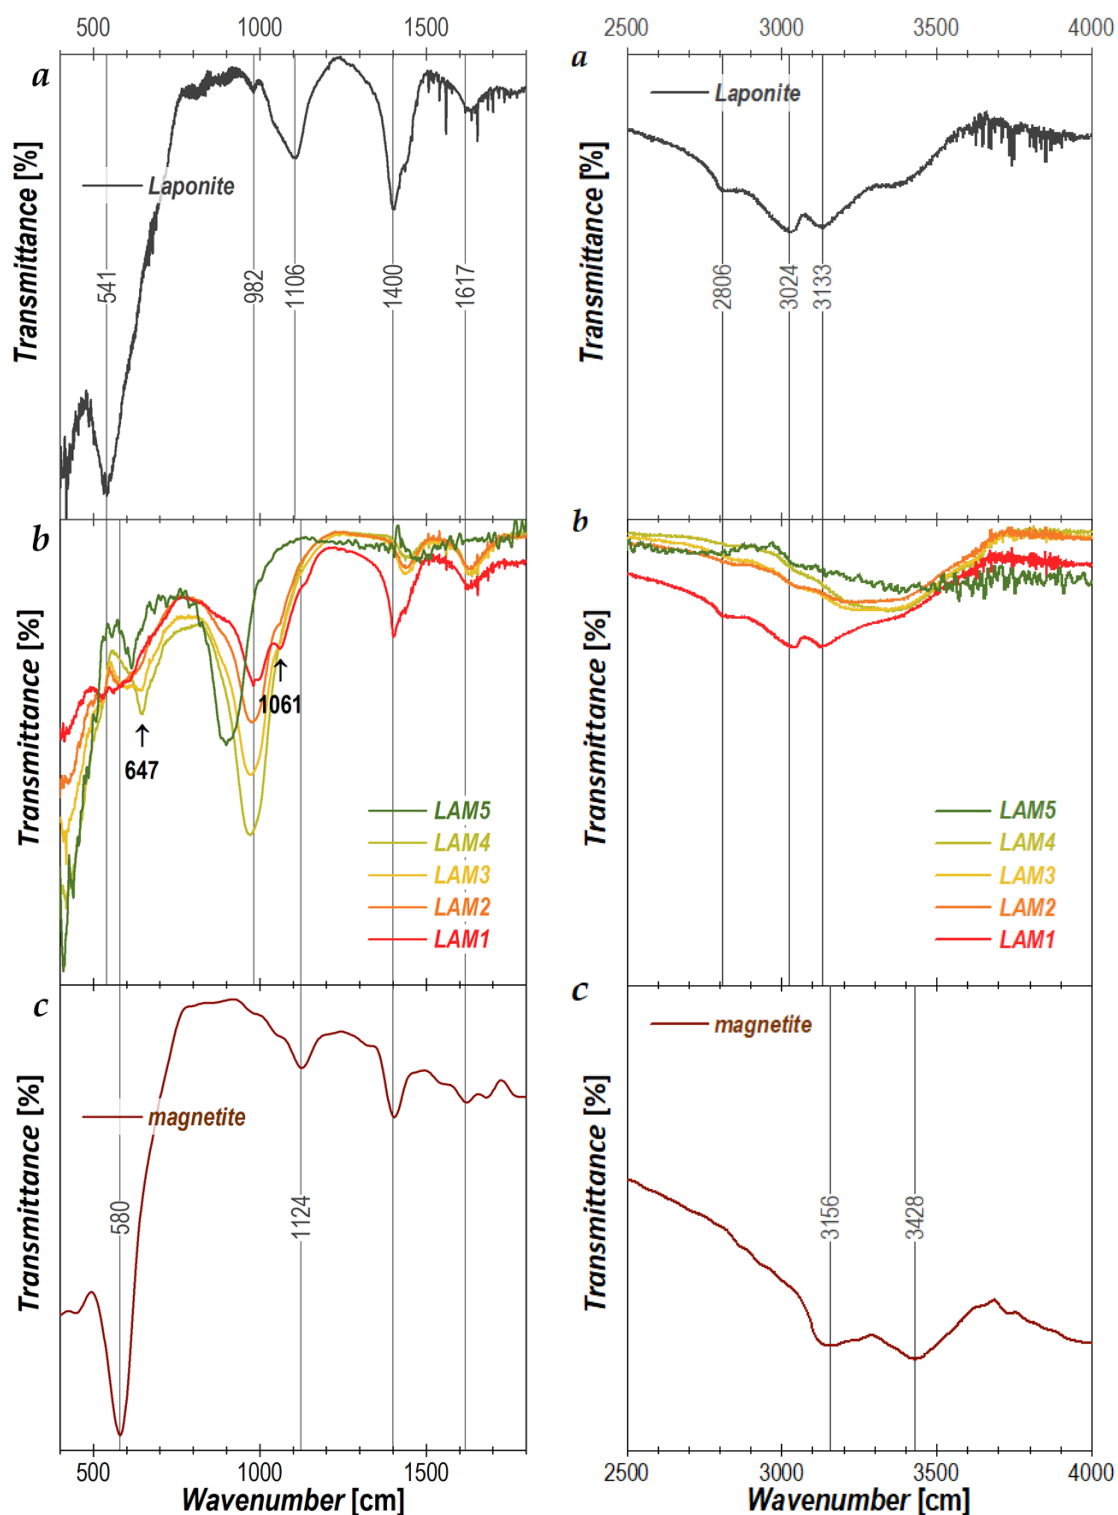 500 1000 1500
2500 3000 3500 4000
a
Transmittance [%]
Laponite
541
982
1106
1400
1617
a
Transmittance [%]
Laponite
2806
3024
3133
b
Transmittance [%]
1061
647
LAM5
LAM4
LAM3
LAM2
LAM1
b
Transmittance [%]
LAM5
LAM4
LAM3
LAM2
LAM1
c
Transmittance [%]
magnetite
580
1124
500 1000 1500
Wavenumber [cm]
c
Transmittance [%]
magnetite
3156
3428
2500 3000 3500 4000
Wavenumber [cm]